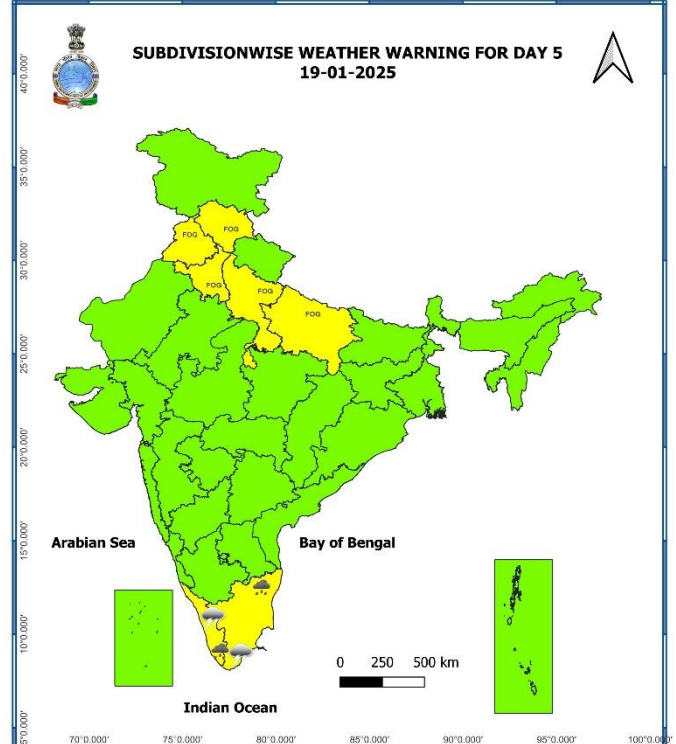 SUBDIVISIONWISE WEATHER WARNING FOR DAY 5
19-01-2025
40°0.000'
35°0.000'
FOG
FOG
30°0.000'
FOG
FOG
FOG
25°0.000'
20°0.000'
15°0.000'
Arabian Sea
Bay of Bengal
10°0.000'
0 250 500 km
Indian Ocean
5°0.000'
70°0.000' 75°0.000' 80°0.000' 85°0.000' 90°0.000' 95°0.000' 100°0.000'